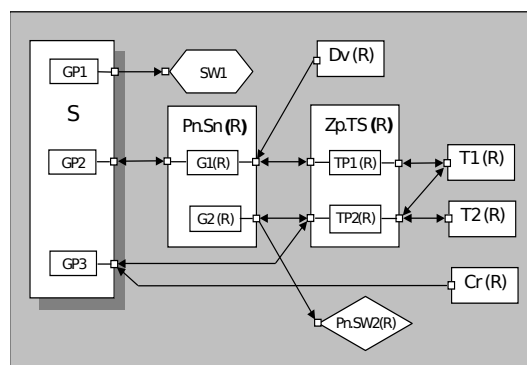 S
GP1
GP2
GP3
SW1
Pn.Sn(R)
G1(R)
G2(R)
Dv(R)
Zp.TS(R)
TP1(R)
TP2(R)
T1(R)
T2(R)
Cr(R)
Pn.SW2(R)